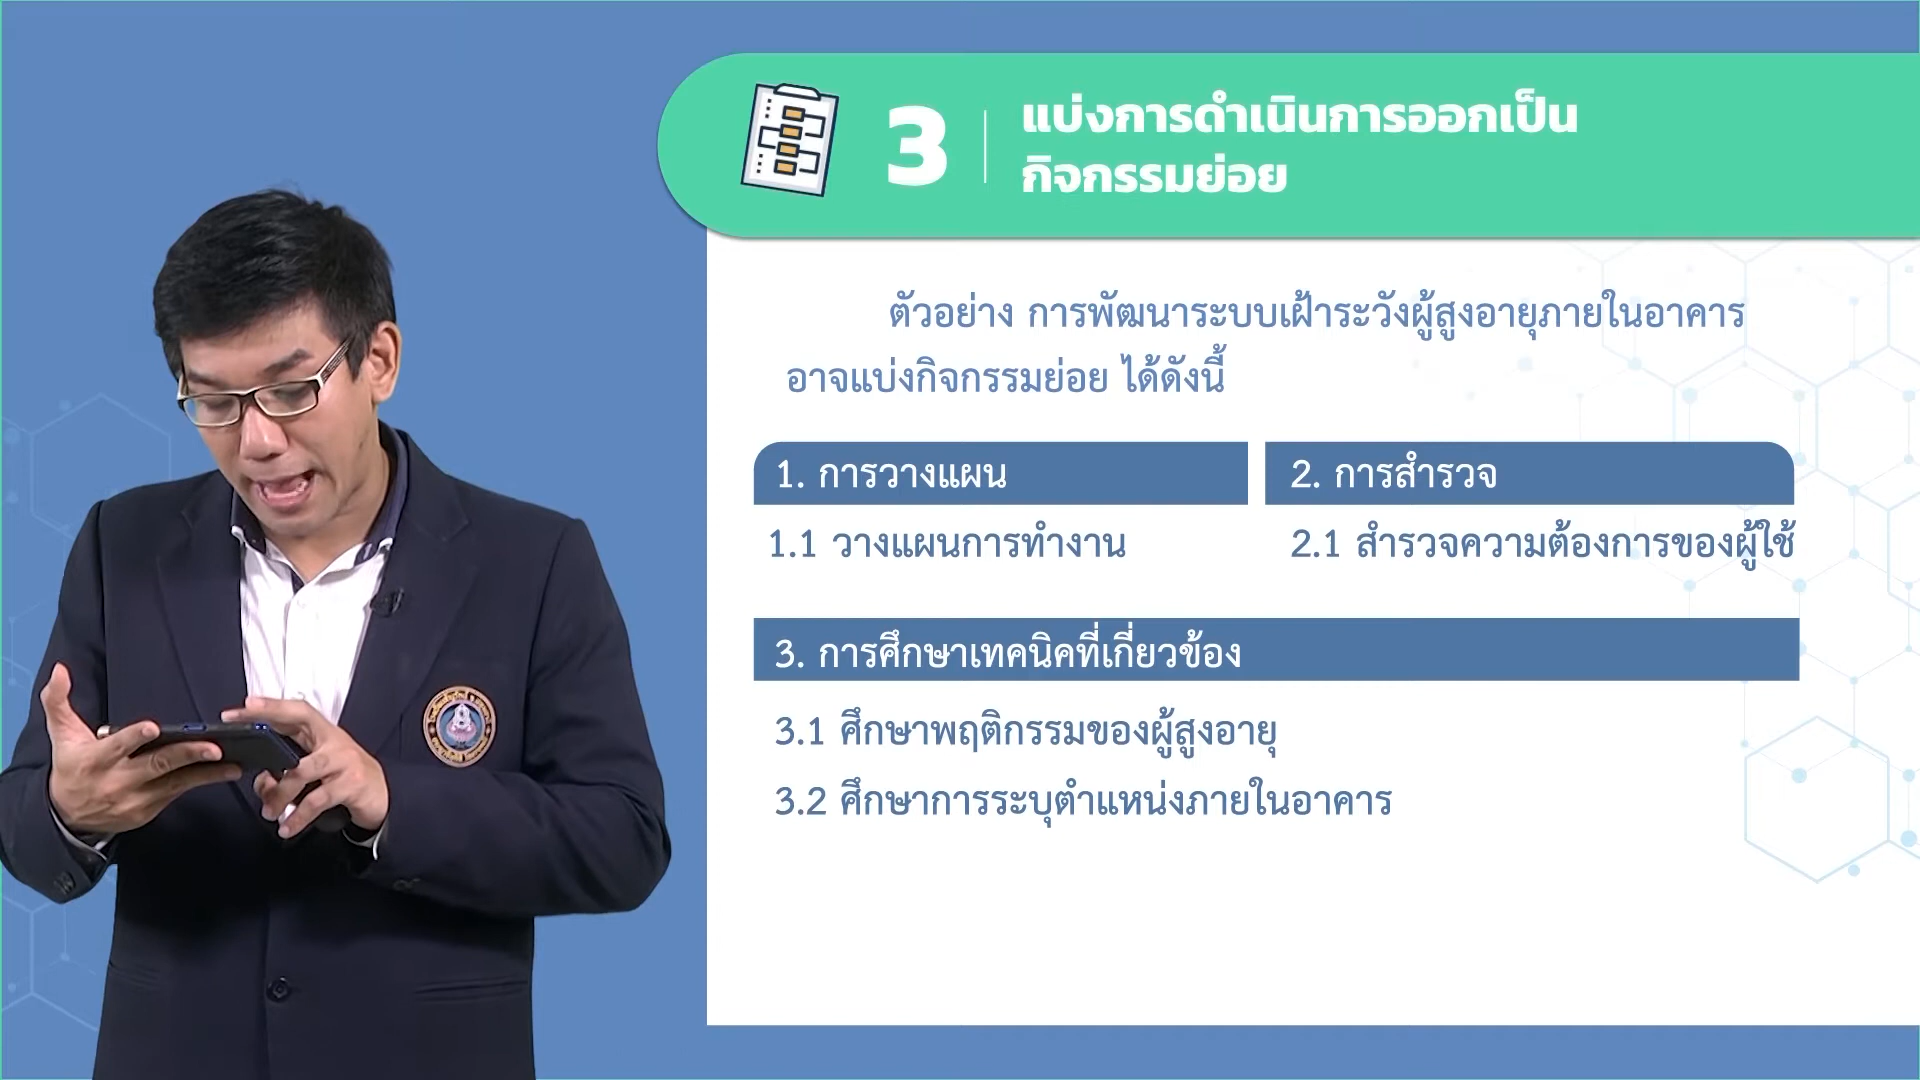 3
แบ่งการดำเนินการออกเป็น
กิจกรรมย่อย
ตัวอย่าง การพัฒนาระบบเฝ้าระวังผู้สูงอายุภายในอาคาร
อาจแบ่งกิจกรรมย่อย ได้ดังนี้
1. การวางแผน
1.1 วางแผนการทำงาน
2. การสำรวจ
2.1 สำรวจความต้องการของผู้ใช้
3. การศึกษาเทคนิคที่เกี่ยวข้อง
3.1 ศึกษาพฤติกรรมของผู้สูงอายุ
3.2 ศึกษาการระบุตำแหน่งภายในอาคาร